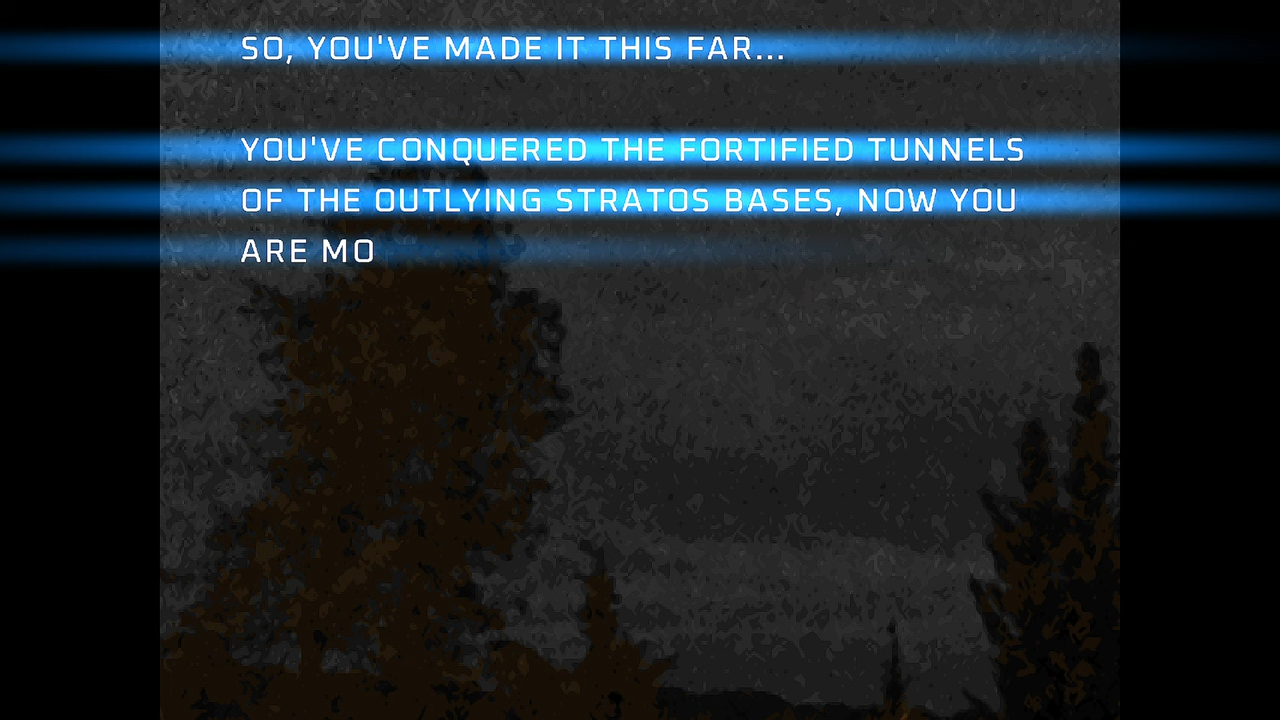 SO, YOU'VE MADE IT THIS FAR...
YOU'VE CONQUERED THE FORTIFIED TUNNELS
OF THE OUTLYING STRATOS BASES, NOW YOU
ARE MO